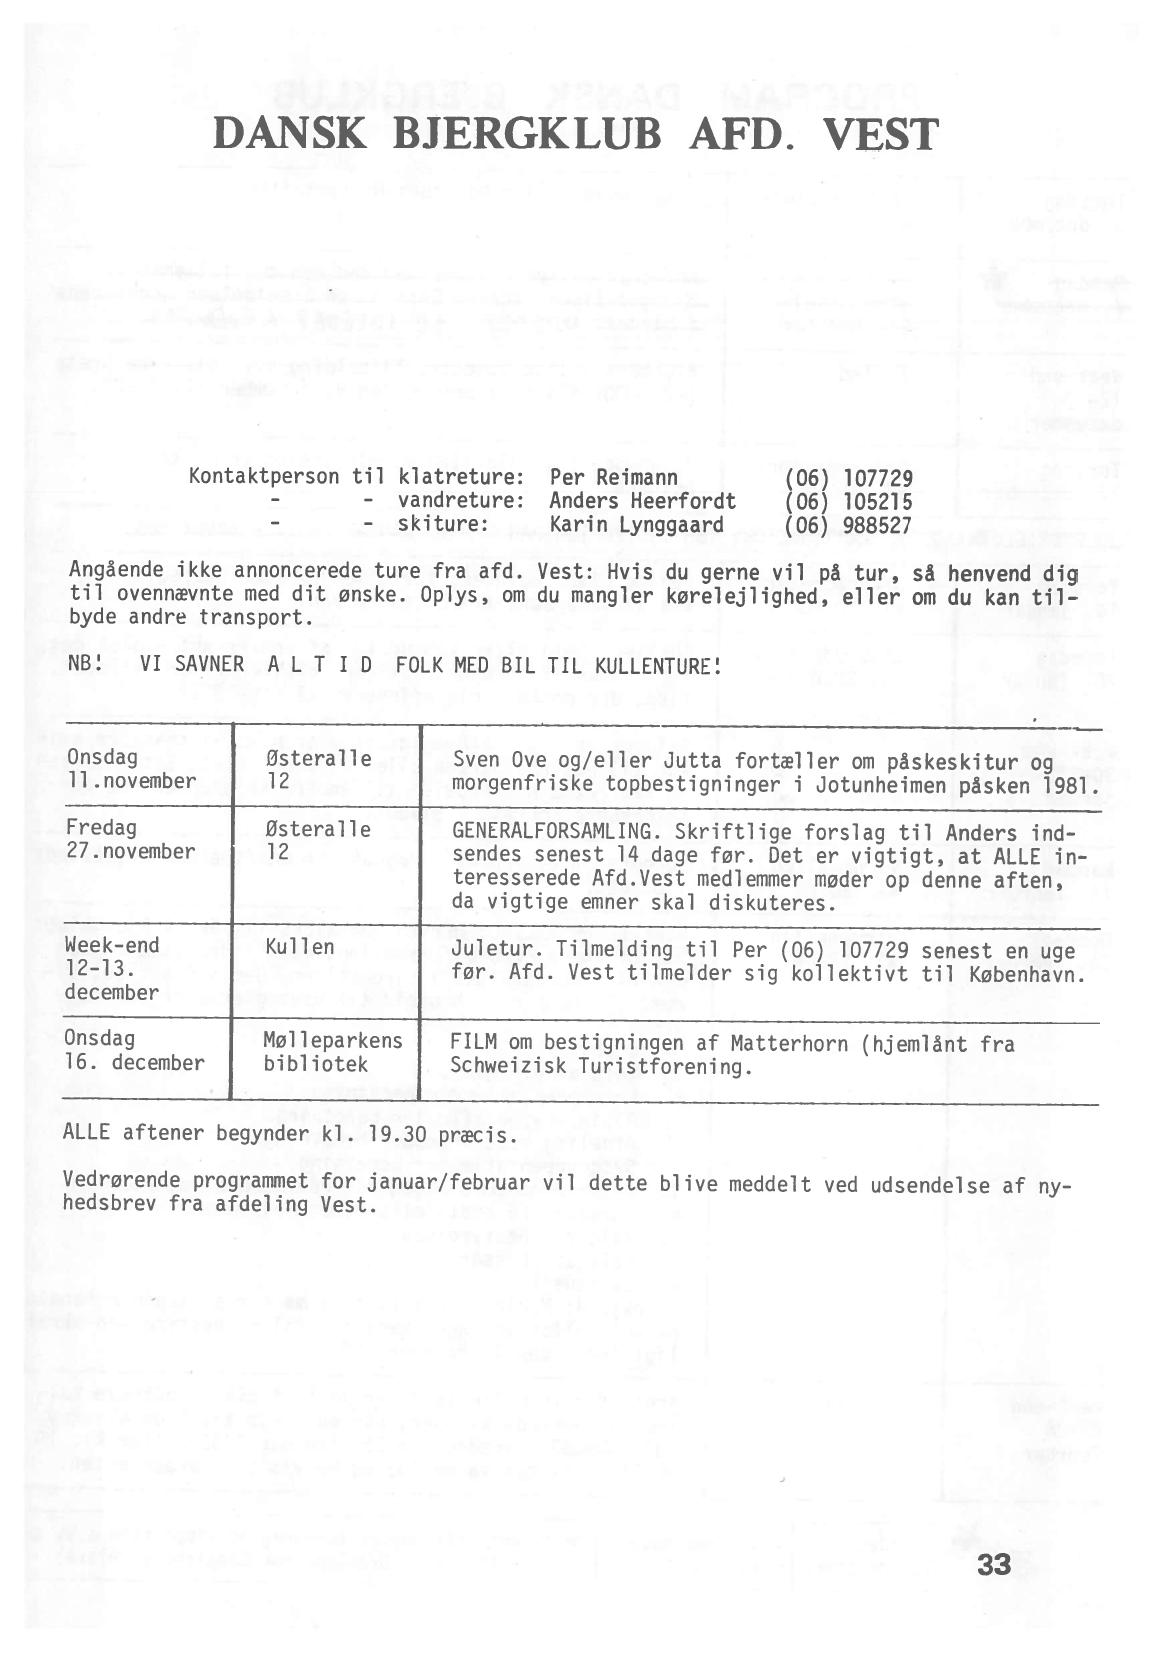 DANSK BJERGKLUB AFD. VEST
Kontaktperson til klatreture: Per Reimann (06) 107729
- - vandreture: Anders Heerfordt (06) 105215
- - skiture: Karin Lynggaard (06) 988527
Angående ikke annoncerede ture fra afd. Vest: Hvis du gerne vil på tur, så henvend dig
til ovennævnte med dit ønske. Oplys, om du mangler kørelejlighed, eller om du kan til-
byde andre transport.
NB! VI SAVNER A L T I D FOLK MED BIL TIL KULLENTURE!
Onsdag Østeralle Sven Ove og/eller Jutta fortæller om påskeskitur og
11.november 12 morgenfriske topbestigninger i Jotunheimen påsken 1981.
Fredag Østeralle GENERALFORSAMLING. Skriftlige forslag til Anders ind-
27.november 12 sendes senest 14 dage før. Det er vigtigt, at ALLE in-
teresserede Afd.Vest medlemmer møder op denne aften,
da vigtige emner skal diskuteres.
Week-end Kullen Juletur. Tilmelding til Per (06) 107729 senest en uge
12-13. før. Afd. Vest tilmelder sig kollektivt til København.
december
Onsdag Mølleparkens FILM om bestigningen af Matterhorn (hjemlånt fra
16. december bibliotek Schweizisk Turistforening.
ALLE aftener begynder kl. 19.30 præcis.
Vedrørende programmet for januar/februar vil dette blive meddelt ved udsendelse af ny-
hedsbrev fra afdeling Vest.
33